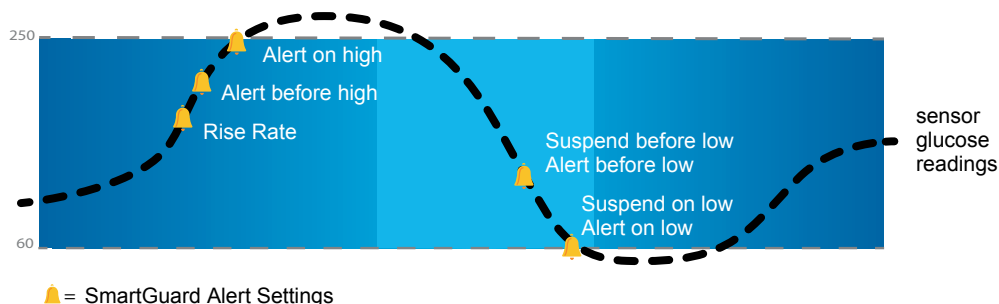 250
Alert on high
Alert before high
Rise Rate
Suspend before low
Alert before low
Suspend on low
Alert on low
sensor
glucose
readings
60
= SmartGuard Alert Settings